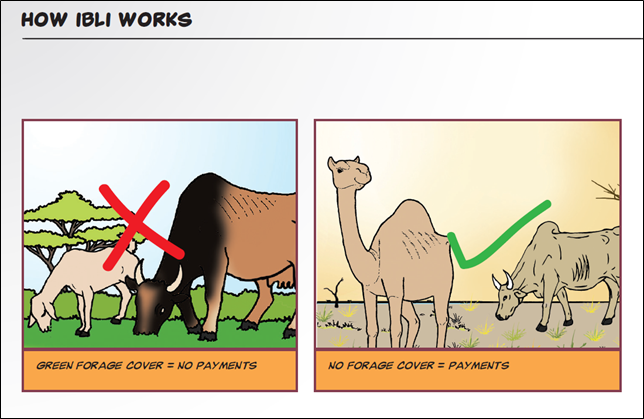 HOW IBLI WORKS
GREEN FORAGE COVER = NO PAYMENTS
NO FORAGE COVER = PAYMENTS